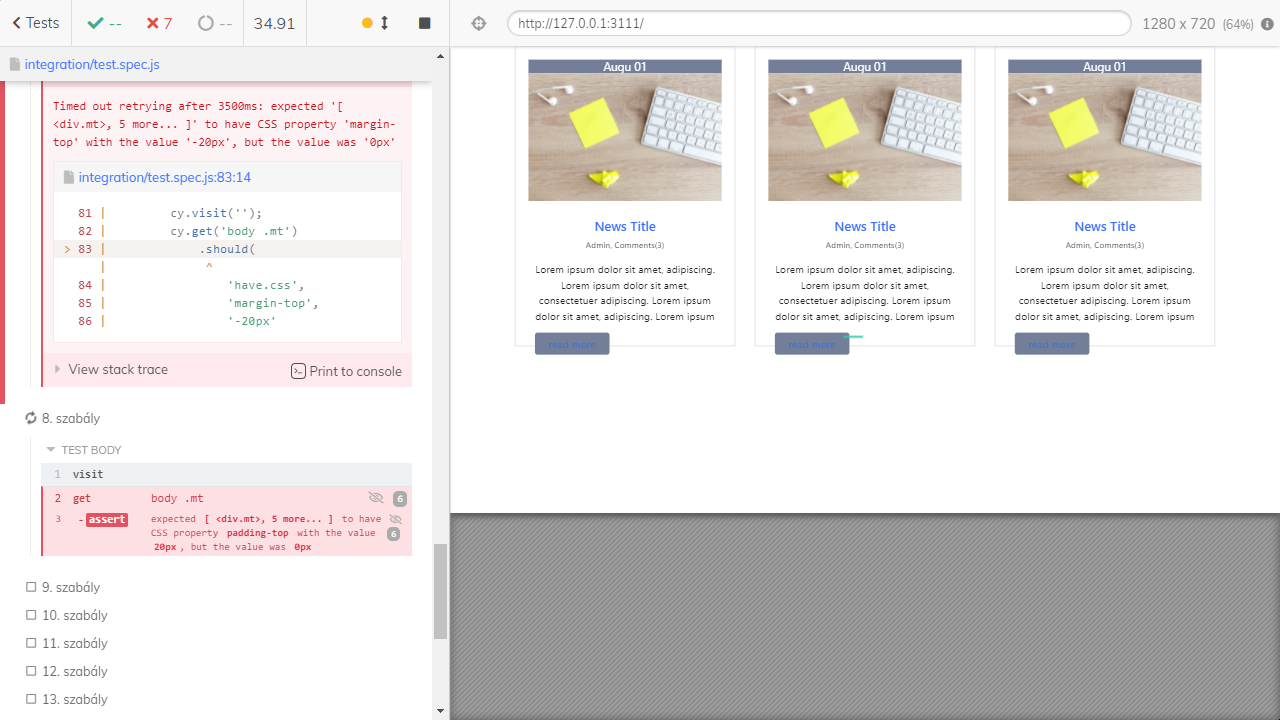 Tests
--
7
--
34.91
http://127.0.0.1:3111/
1280 x 720 (64%)
integration/test.spec.js
Timed out retrying after 3500ms: expected '[
<div.mt>, 5 more... ]' to have CSS property 'margin-
top' with the value '-20px', but the value was '0px'
integration/test.spec.js:83:14
81 | cy.visit('');
82 | cy.get('body .mt')
> 83 | .should(
| ^
84 | 'have.css',
85 | 'margin-top',
86 | '-20px'
View stack trace
Print to console
8. szabály
TEST BODY
1 visit
2 get body .mt 6
3 -assert expected [ <div.mt>, 5 more... ] to have
CSS property padding-top with the value 6
20px, but the value was 0px
9. szabály
10. szabály
11. szabály
12. szabály
13. szabály
Augu 01
News Title
Admin, Comments(3)
Lorem ipsum dolor sit amet, adipiscing.
Lorem ipsum dolor sit amet,
consectetuer adipiscing. Lorem ipsum
dolor sit amet, adipiscing. Lorem ipsum
read more
Augu 01
News Title
Admin, Comments(3)
Lorem ipsum dolor sit amet, adipiscing.
Lorem ipsum dolor sit amet,
consectetuer adipiscing. Lorem ipsum
dolor sit amet, adipiscing. Lorem ipsum
read more
Augu 01
News Title
Admin, Comments(3)
Lorem ipsum dolor sit amet, adipiscing.
Lorem ipsum dolor sit amet,
consectetuer adipiscing. Lorem ipsum
dolor sit amet, adipiscing. Lorem ipsum
read more